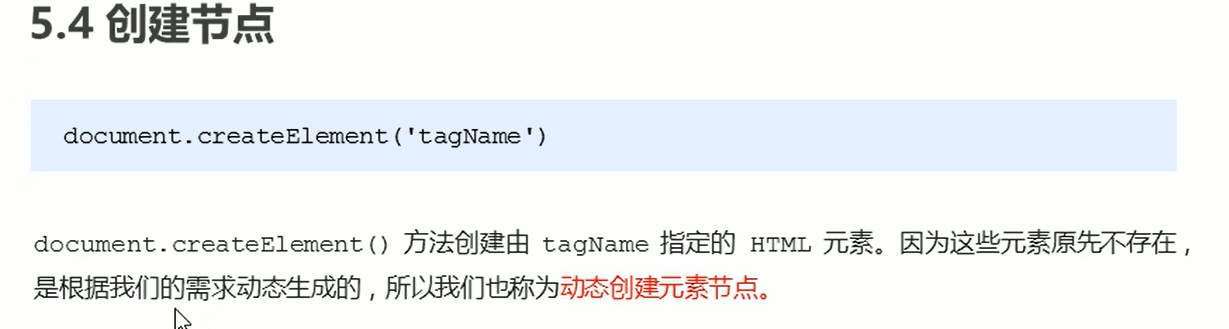 5.4 创建节点
document.createElement('tagName')
document.createElement() 方法创建由 tagName 指定的 HTML 元素。因为这些元素原先不存在，
是根据我们的需求动态生成的，所以我们也称为动态创建元素节点。